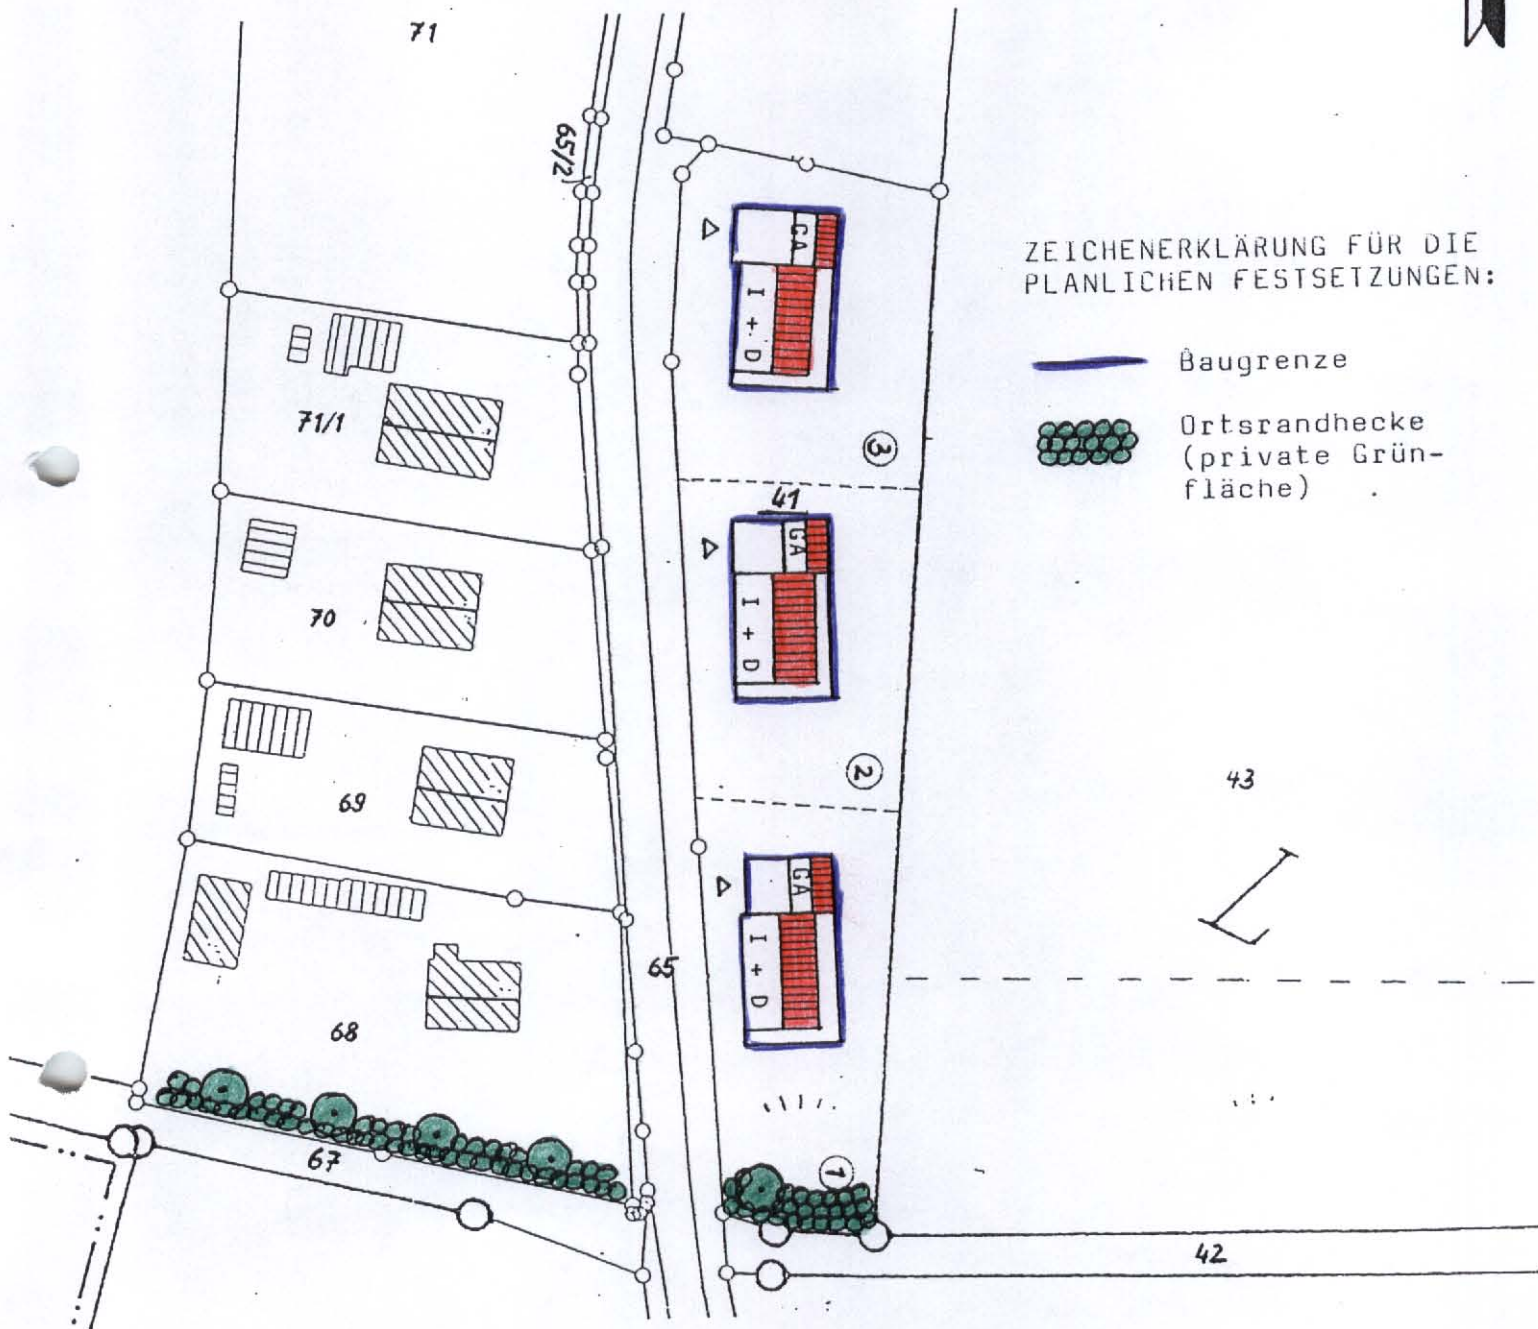 71
65/2
GA
I + D
3
ZEICHENERKLÄRUNG FÜR DIE
PLANLICHEN FESTSETZUNGEN:
Baugrenze
Ortsrandhecke
(private Grün-
fläche)
71/1
41
GA
I + D
2
70
69
43
GA
I + D
65
68
1
67
42